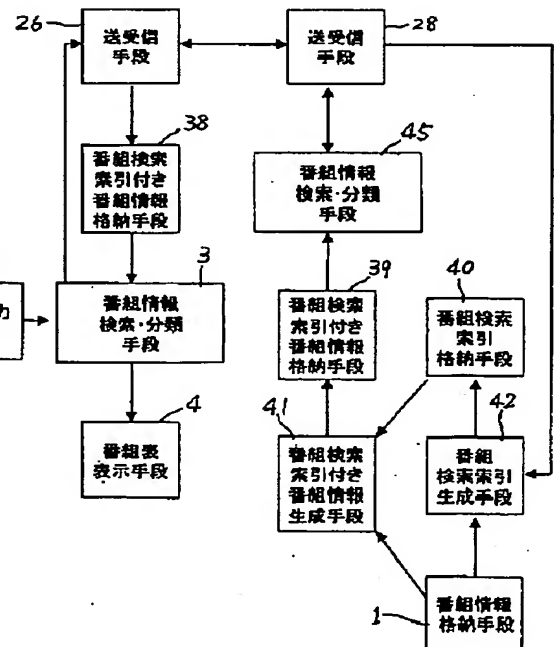 26
送受信
手段
28
送受信
手段
38
番組検索
索引付き
番組情報
格納手段
45
番組情報
検索・分類
手段
力
3
番組情報
検索・分類
手段
39
番組検索
索引付き
番組情報
格納手段
40
番組検索
索引
格納手段
4
番組表
表示手段
41
番組検索
索引付き
番組情報
生成手段
42
番組
検索索引
生成手段
1
番組情報
格納手段